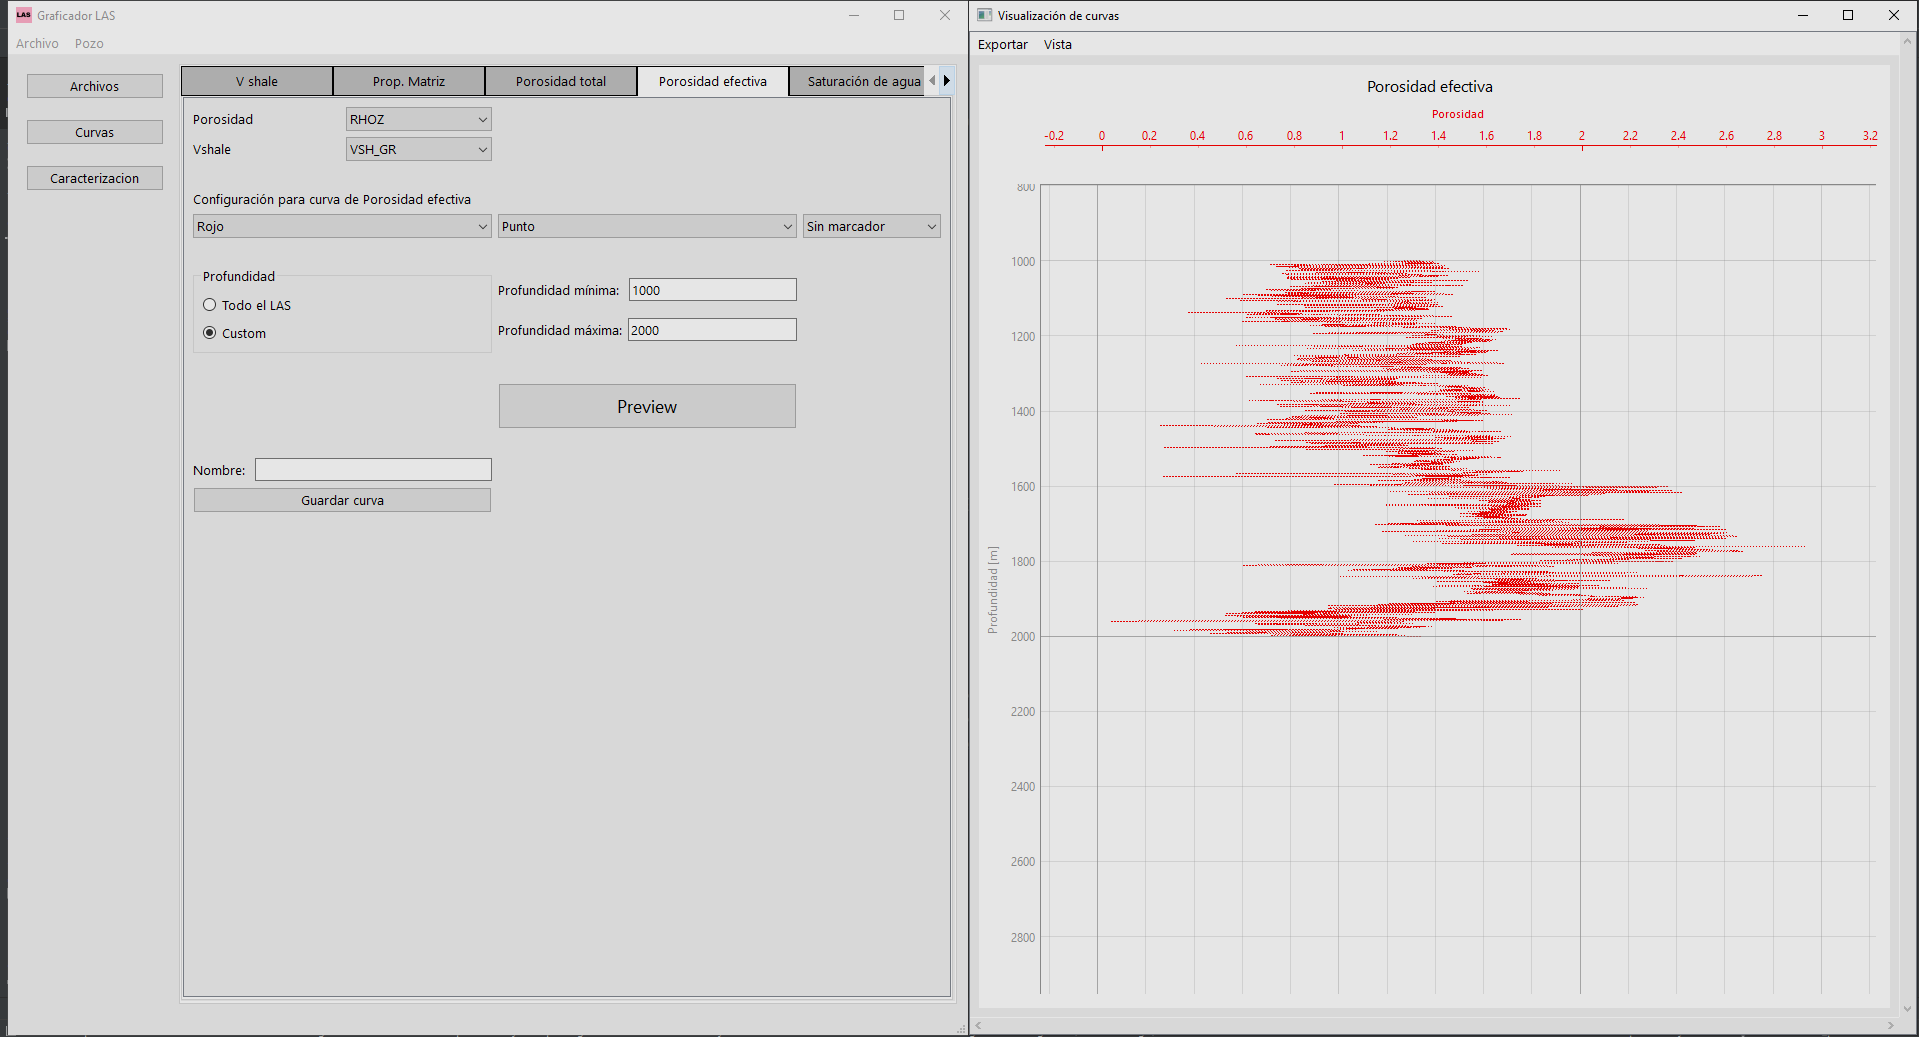 LAS Graficador LAS
Archivo Pozo
Archivos
Curvas
Caracterizacion
V shale Prop. Matriz Porosidad total Porosidad efectiva Saturación de agua
Porosidad RHOZ
Vshale VSH_GR
Configuración para curva de Porosidad efectiva
Rojo Punto Sin marcador
Profundidad
Todo el LAS
Custom
Profundidad mínima: 1000
Profundidad máxima: 2000
Preview
Nombre:
Guardar curva
Visualización de curvas
Exportar Vista
Porosidad efectiva
Porosidad
-0.2 0 0.2 0.4 0.6 0.8 1 1.2 1.4 1.6 1.8 2 2.2 2.4 2.6 2.8 3 3.2
800
1000
1200
1400
1600
1800
2000
2200
2400
2600
2800
Profundidad [m]